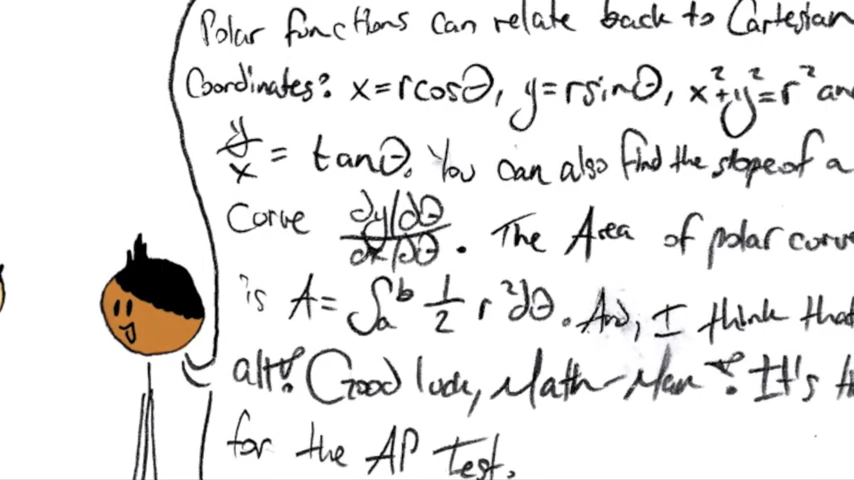 Polar functions can relate back to Cartesian
Coordinates: x=rcosθ, y=rsinθ, x²+y²=r² an
y/x = tanθ. You can also find the slope of a
Curve (dy/dθ)/(dx/dθ). The Area of polar curve
is A= ∫ₐᵇ 1/2 r²dθ. And, I think that
all! Good luck, Math-Man! It's t
for the AP Test.